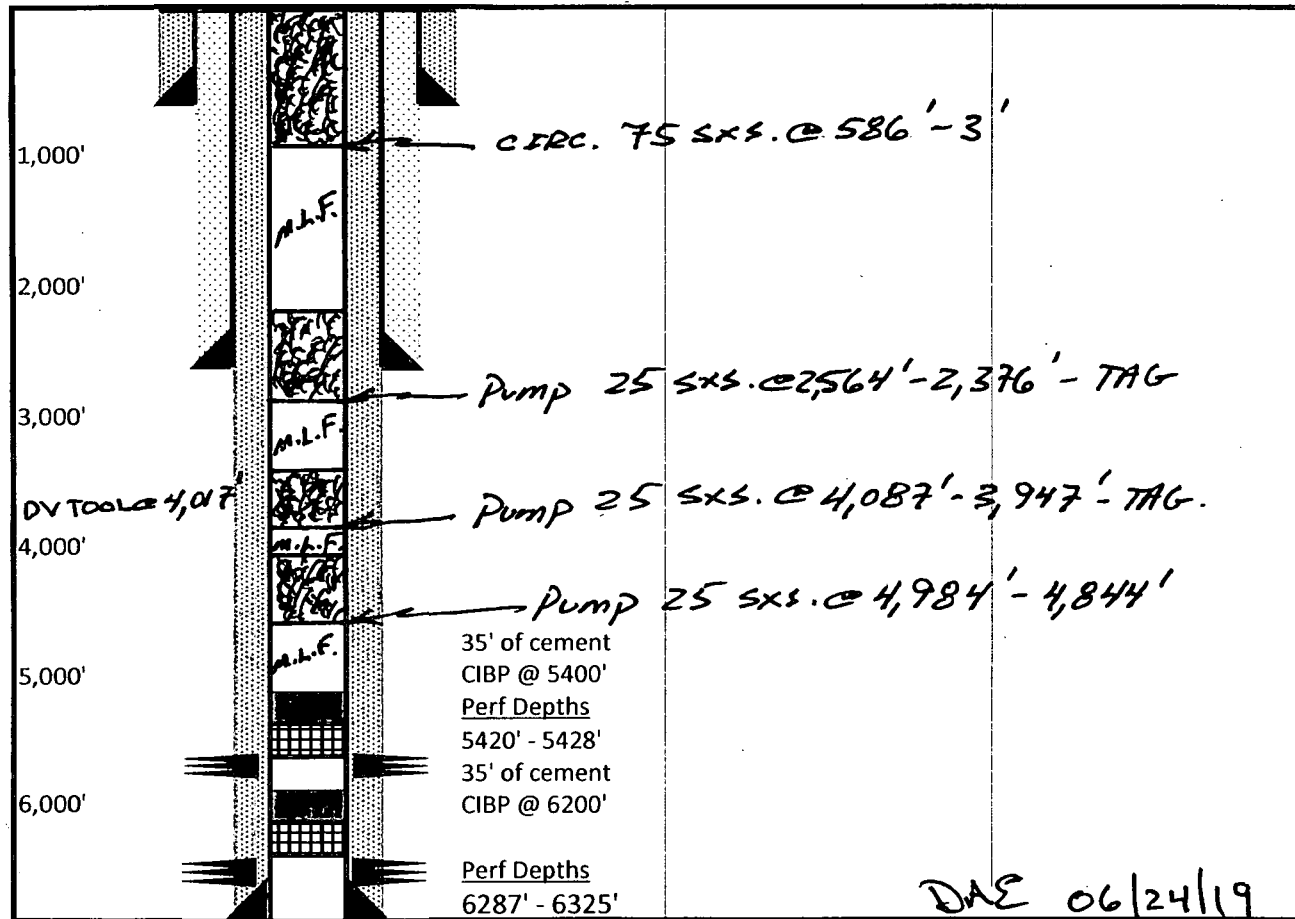 1,000'
CIRC. 75 SXS. @ 586' - 3'
M.L.F.
2,000'
Pump 25 SXS. @ 2,564' - 2,376' - TAG
3,000'
M.L.F.
DV TOOL @ 4,017'
Pump 25 SXS. @ 4,087' - 3,947' - TAG.
4,000'
M.L.F.
Pump 25 SXS. @ 4,984' - 4,844'
35' of cement
M.L.F.
5,000'
CIBP @ 5400'
Perf Depths
5420' - 5428'
35' of cement
6,000'
CIBP @ 6200'
Perf Depths
6287' - 6325'
DAE 06/24/19